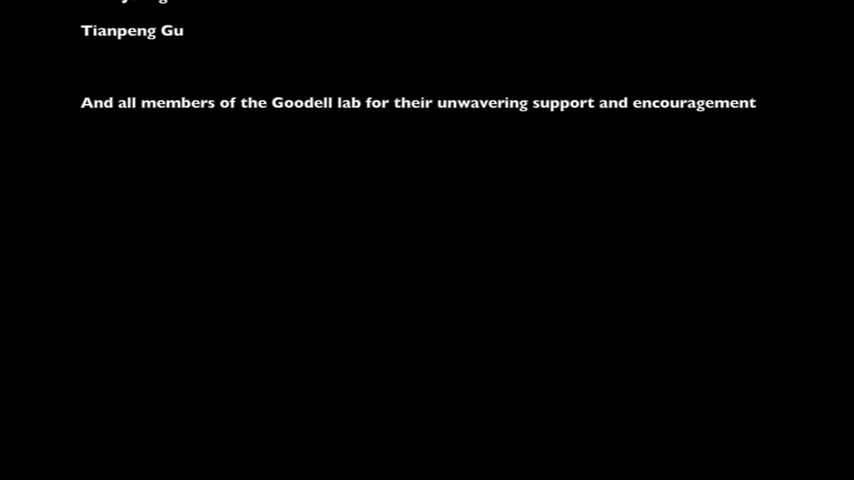 Tianpeng Gu
And all members of the Goodell lab for their unwavering support and encouragement